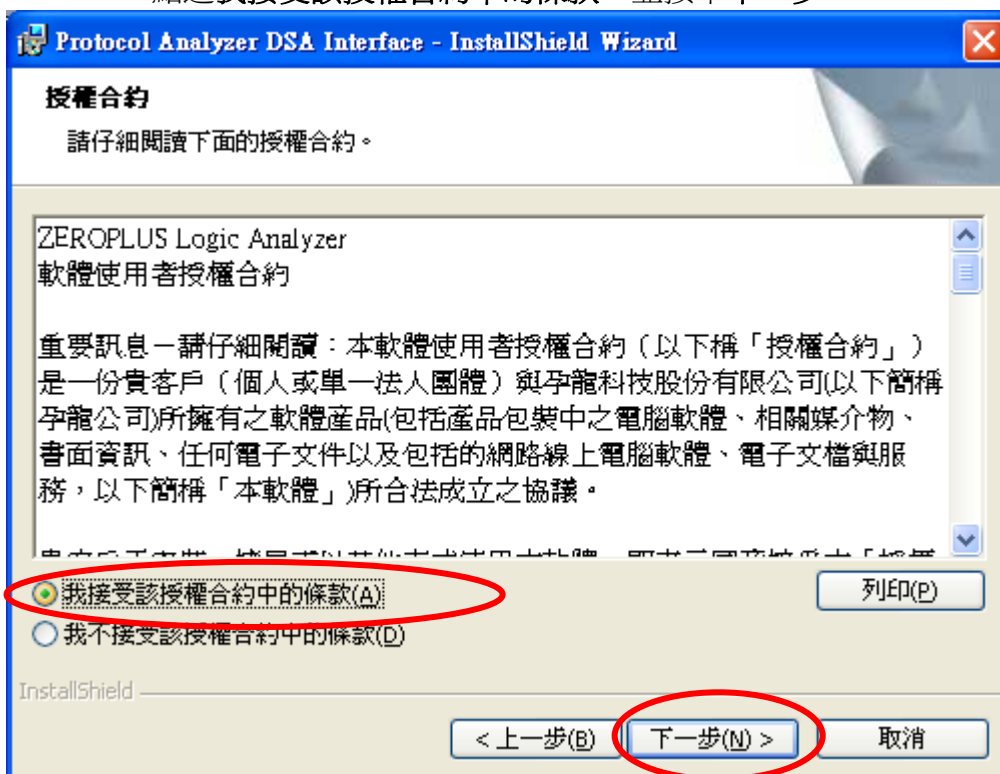 Protocol Analyzer DSA Interface - InstallShield Wizard
授權合約
請仔細閱讀下面的授權合約。
ZEROPLUS Logic Analyzer
軟體使用者授權合約
重要訊息－請仔細閱讀：本軟體使用者授權合約（以下稱「授權合約」）
是一份貴客戶（個人或單一法人團體）與孕龍科技股份有限公司(以下簡稱
孕龍公司)所擁有之軟體產品(包括產品包裝中之電腦軟體、相關媒介物、
書面資訊、任何電子文件以及包括的網路線上電腦軟體、電子文檔與服
務，以下簡稱「本軟體」)所合法成立之協議。
我接受該授權合約中的條款(A)
列印(P)
我不接受該授權合約中的條款(D)
InstallShield
< 上一步(B)
下一步(N) >
取消